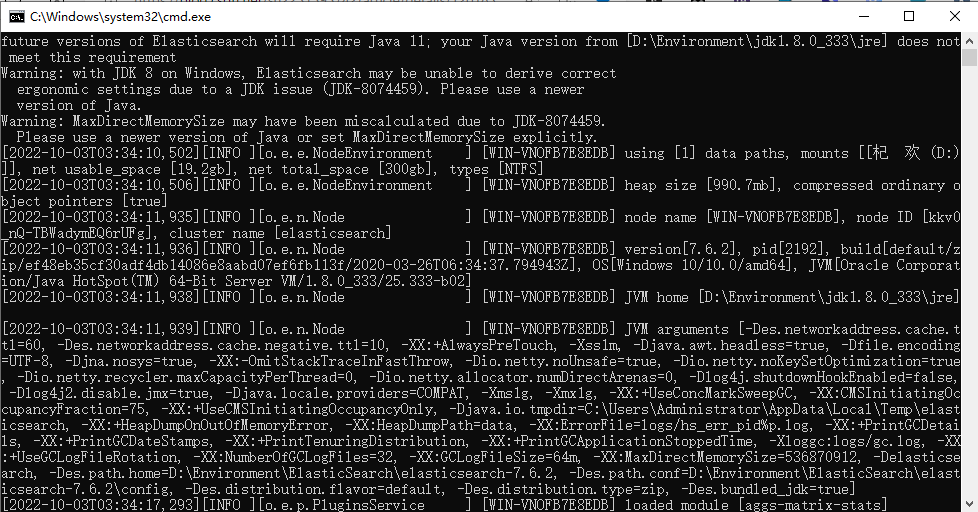 C:\Windows\system32\cmd.exe
future versions of Elasticsearch will require Java 11; your Java version from [D:\Environment\jdk1.8.0_333\jre] does not
 meet this requirement
Warning: with JDK 8 on Windows, Elasticsearch may be unable to derive correct
  ergonomic settings due to a JDK issue (JDK-8074459). Please use a newer
  version of Java.
Warning: MaxDirectMemorySize may have been miscalculated due to JDK-8074459.
  Please use a newer version of Java or set MaxDirectMemorySize explicitly.
[2022-10-03T03:34:10,502][INFO ][o.e.e.NodeEnvironment    ] [WIN-VNOFB7E8EDB] using [1] data paths, mounts [[杞 欢 (D:)
]], net usable_space [19.2gb], net total_space [300gb], types [NTFS]
[2022-10-03T03:34:10,506][INFO ][o.e.e.NodeEnvironment    ] [WIN-VNOFB7E8EDB] heap size [990.7mb], compressed ordinary o
bject pointers [true]
[2022-10-03T03:34:11,935][INFO ][o.e.n.Node               ] [WIN-VNOFB7E8EDB] node name [WIN-VNOFB7E8EDB], node ID [kkv0
_nQ-TBWadymEQ6rUFg], cluster name [elasticsearch]
[2022-10-03T03:34:11,936][INFO ][o.e.n.Node               ] [WIN-VNOFB7E8EDB] version[7.6.2], pid[2192], build[default/z
ip/ef48eb35cf30adf4db14086e8aabd07ef6fb113f/2020-03-26T06:34:37.794943Z], OS[Windows 10/10.0/amd64], JVM[Oracle Corporat
ion/Java HotSpot(TM) 64-Bit Server VM/1.8.0_333/25.333-b02]
[2022-10-03T03:34:11,938][INFO ][o.e.n.Node               ] [WIN-VNOFB7E8EDB] JVM home [D:\Environment\jdk1.8.0_333\jre]
[2022-10-03T03:34:11,939][INFO ][o.e.n.Node               ] [WIN-VNOFB7E8EDB] JVM arguments [-Des.networkaddress.cache.t
tl=60, -Des.networkaddress.cache.negative.ttl=10, -XX:+AlwaysPreTouch, -Xss1m, -Djava.awt.headless=true, -Dfile.encoding
=UTF-8, -Djna.nosys=true, -XX:-OmitStackTraceInFastThrow, -Dio.netty.noUnsafe=true, -Dio.netty.noKeySetOptimization=true
, -Dio.netty.recycler.maxCapacityPerThread=0, -Dio.netty.allocator.numDirectArenas=0, -Dlog4j.shutdownHookEnabled=false,
 -Dlog4j2.disable.jmx=true, -Djava.locale.providers=COMPAT, -Xms1g, -Xmx1g, -XX:+UseConcMarkSweepGC, -XX:CMSInitiatingOc
cupancyFraction=75, -XX:+UseCMSInitiatingOccupancyOnly, -Djava.io.tmpdir=C:\Users\Administrator\AppData\Local\Temp\elast
icsearch, -XX:+HeapDumpOnOutOfMemoryError, -XX:HeapDumpPath=data, -XX:ErrorFile=logs/hs_err_pid%p.log, -XX:+PrintGCDetai
ls, -XX:+PrintGCDateStamps, -XX:+PrintTenuringDistribution, -XX:+PrintGCApplicationStoppedTime, -Xloggc:logs/gc.log, -XX
:+UseGCLogFileRotation, -XX:NumberOfGCLogFiles=32, -XX:GCLogFileSize=64m, -XX:MaxDirectMemorySize=536870912, -Delasticse
arch, -Des.path.home=D:\Environment\ElasticSearch\elasticsearch-7.6.2, -Des.path.conf=D:\Environment\ElasticSearch\elast
icsearch-7.6.2\config, -Des.distribution.flavor=default, -Des.distribution.type=zip, -Des.bundled_jdk=true]
[2022-10-03T03:34:17,293][INFO ][o.e.p.PluginsService     ] [WIN-VNOFB7E8EDB] loaded module [aggs-matrix-stats]